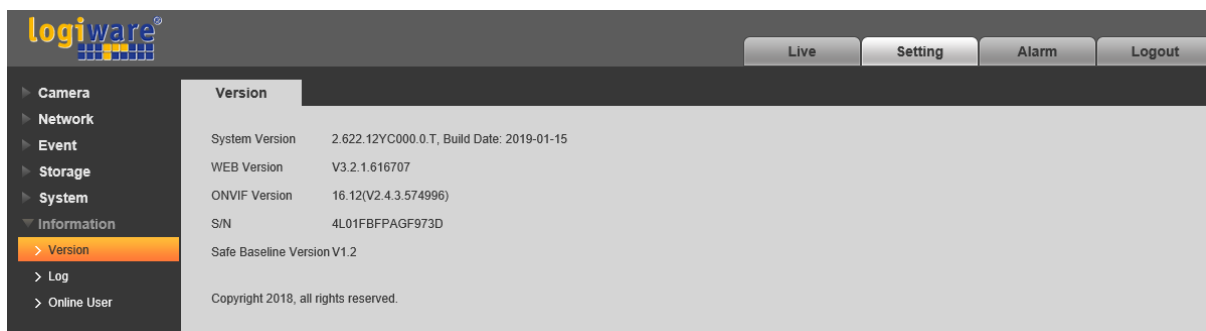 logiware®
Live Setting Alarm Logout
Camera
Network
Event
Storage
System
Information
Version
Log
Online User
Version
System Version 2.622.12YC000.0.T, Build Date: 2019-01-15
WEB Version V3.2.1.616707
ONVIF Version 16.12(V2.4.3.574996)
S/N 4L01FBFPAGF973D
Safe Baseline Version V1.2
Copyright 2018, all rights reserved.